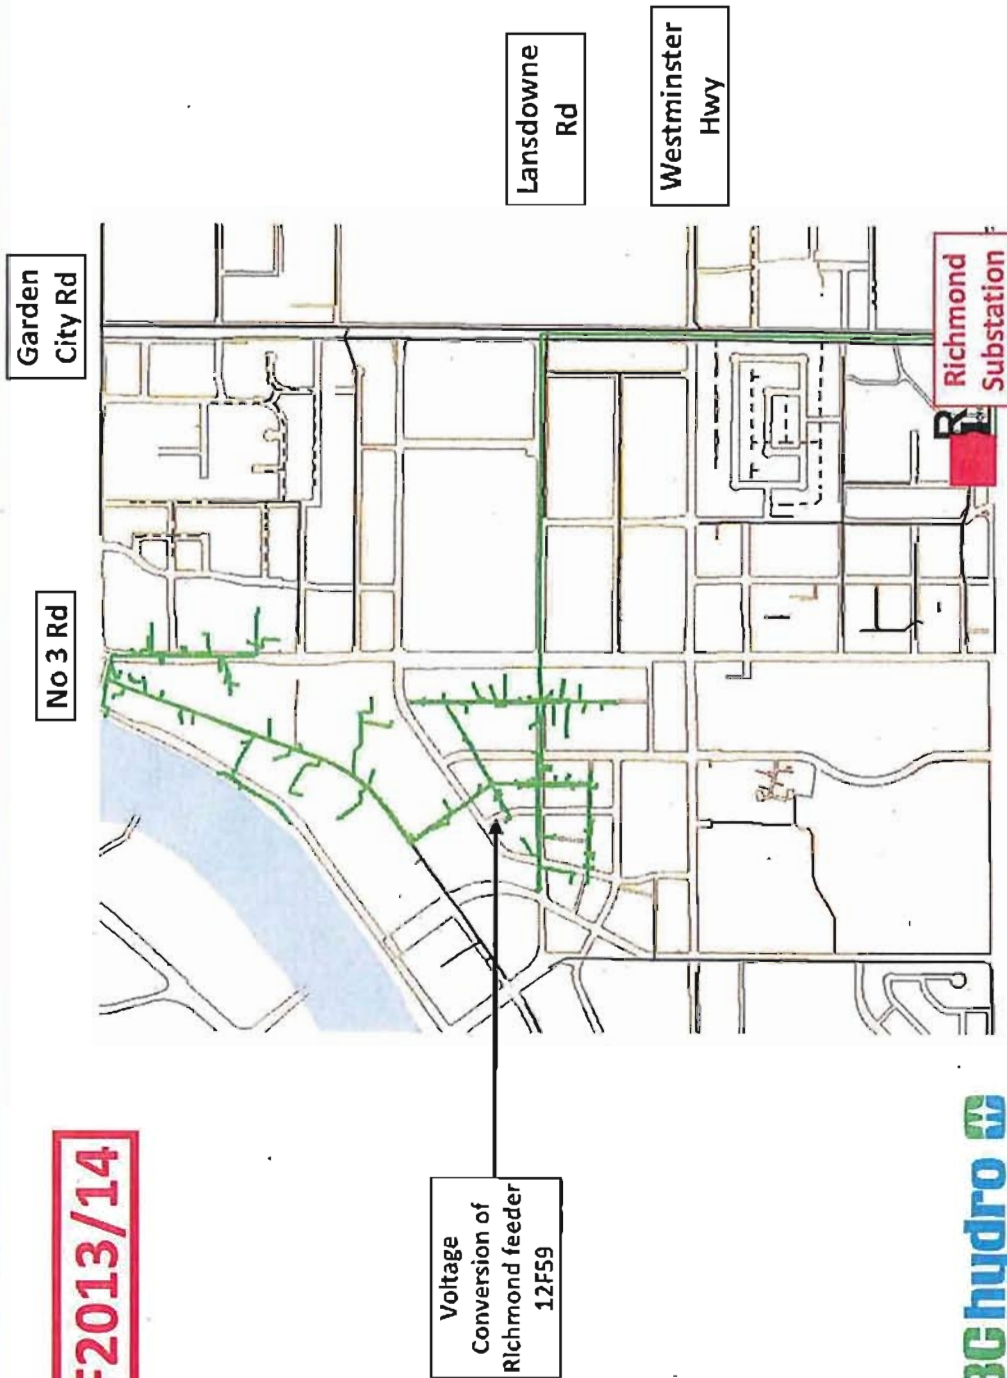 Garden
City Rd
Lansdowne
Rd
Westminster
Hwy
No 3 Rd
Richmond
Substation
R
F2013/14
Voltage
Conversion of
Richmond feeder
12F59
BChydro